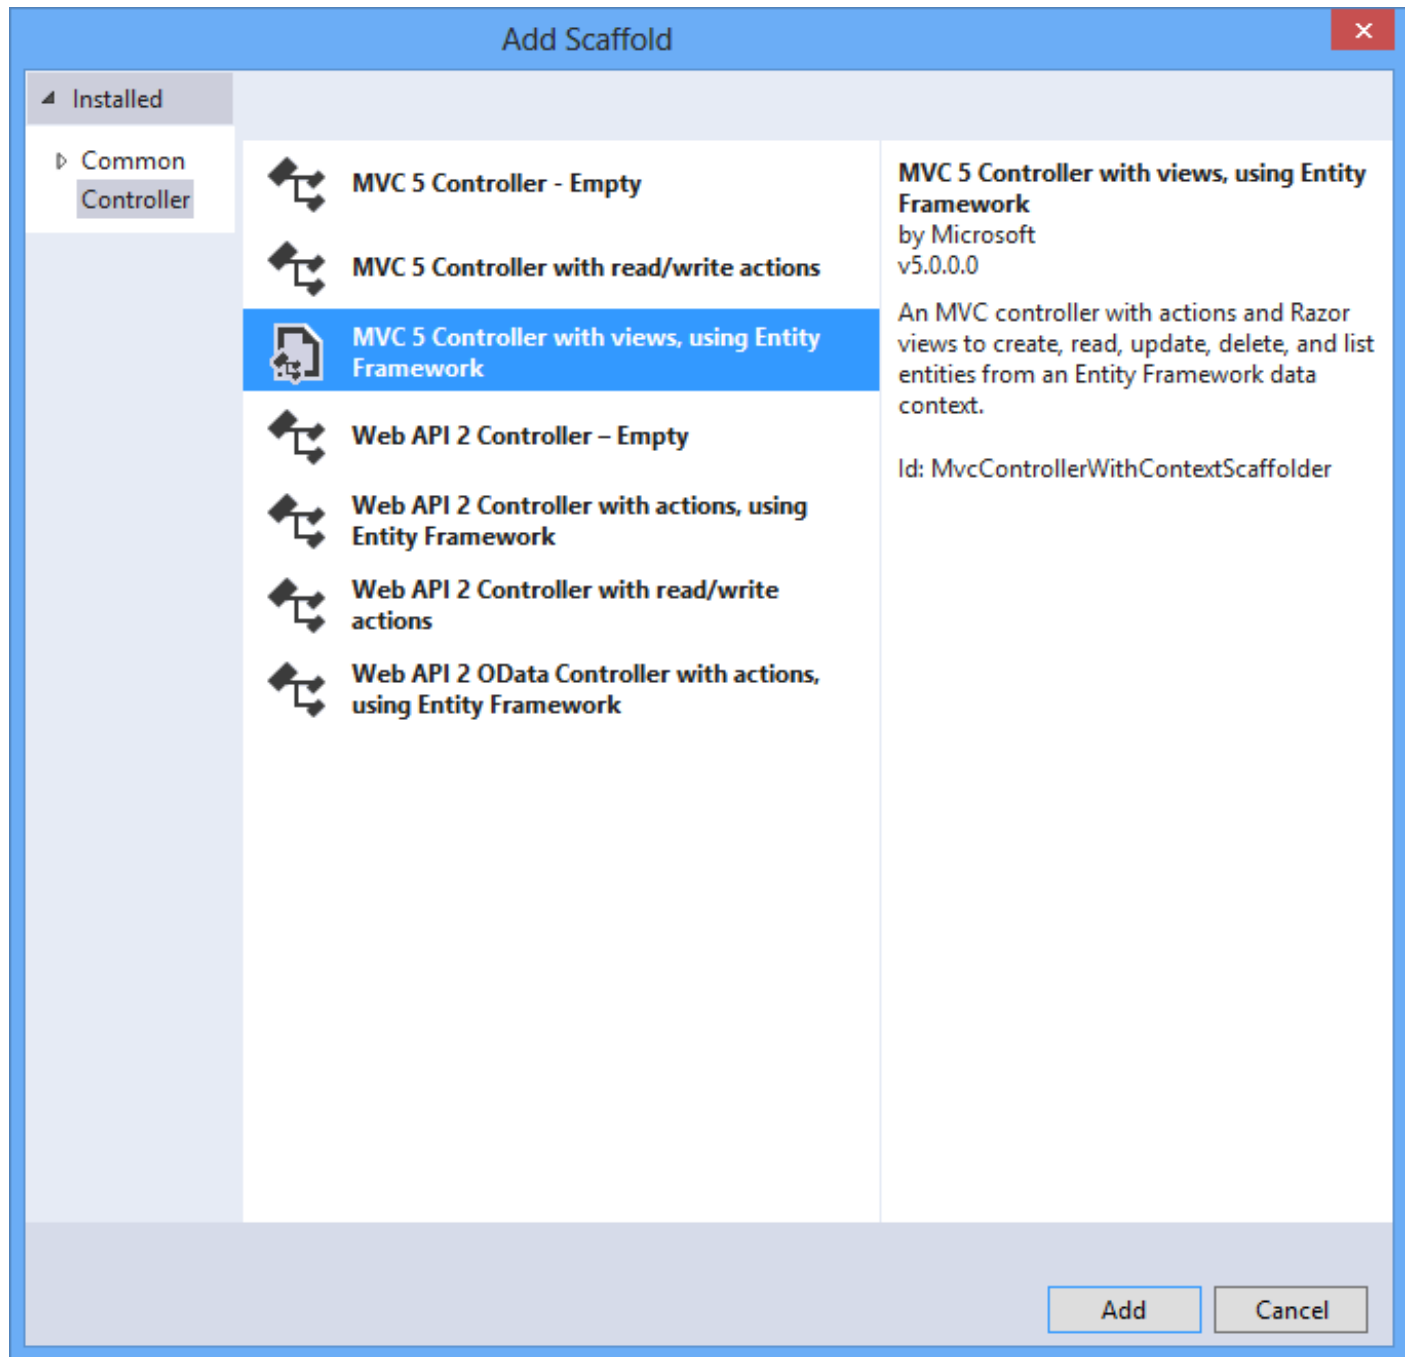 Add Scaffold
Installed
Common
Controller
MVC 5 Controller - Empty
MVC 5 Controller with read/write actions
MVC 5 Controller with views, using Entity
Framework
Web API 2 Controller – Empty
Web API 2 Controller with actions, using
Entity Framework
Web API 2 Controller with read/write
actions
Web API 2 OData Controller with actions,
using Entity Framework
MVC 5 Controller with views, using Entity
Framework
by Microsoft
v5.0.0.0
An MVC controller with actions and Razor
views to create, read, update, delete, and list
entities from an Entity Framework data
context.
Id: MvcControllerWithContextScaffolder
Add
Cancel